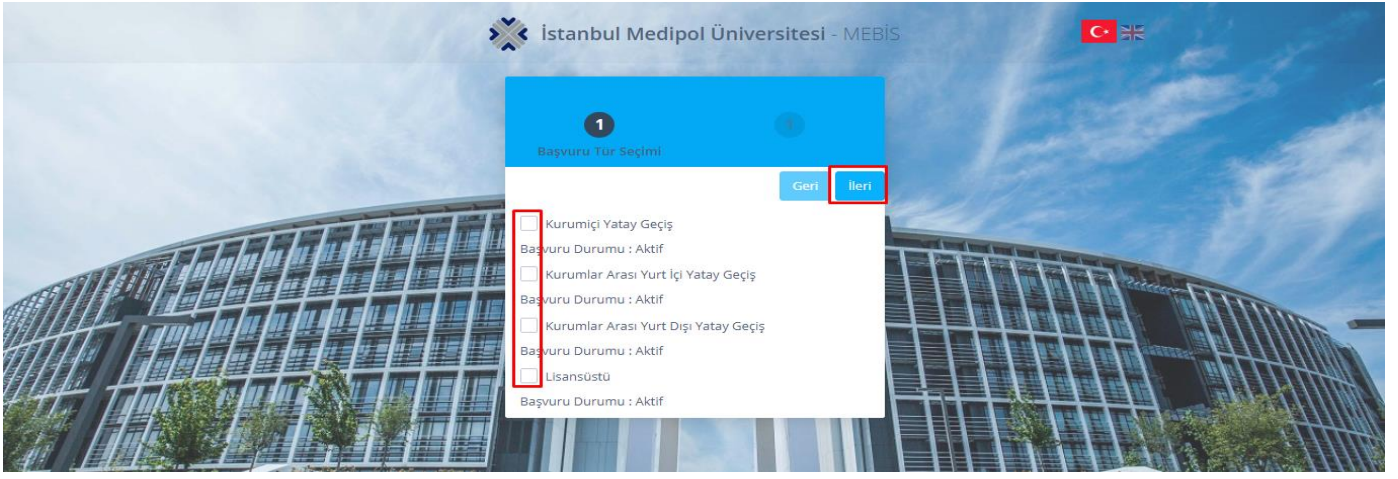 İstanbul Medipol Üniversitesi - MEBİS
1
Başvuru Tür Seçimi
Geri İleri
Kurumiçi Yatay Geçiş
Başvuru Durumu : Aktif
Kurumlar Arası Yurt İçi Yatay Geçiş
Başvuru Durumu : Aktif
Kurumlar Arası Yurt Dışı Yatay Geçiş
Başvuru Durumu : Aktif
Lisansüstü
Başvuru Durumu : Aktif